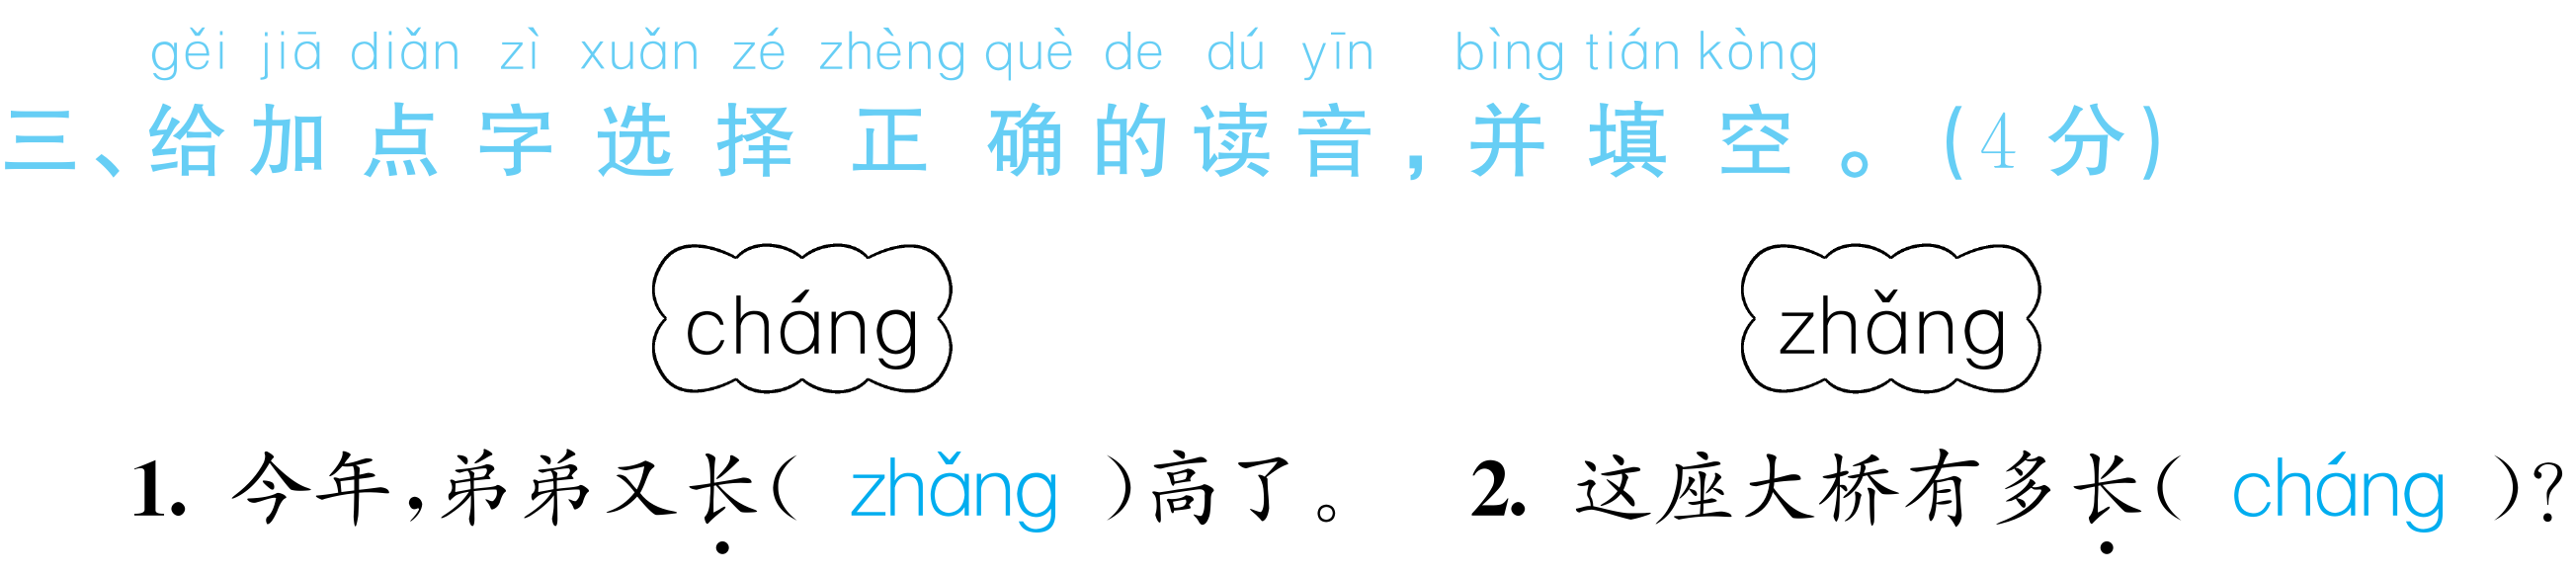 gěi jiā diǎn zì xuǎn zé zhèng què de dú yīn bìng tián kòng
三、给加点字选择正确的读音,并填空。(4分)
cháng zhǎng
1. 今年,弟弟又长( zhǎng )高了。 2. 这座大桥有多长( cháng )?